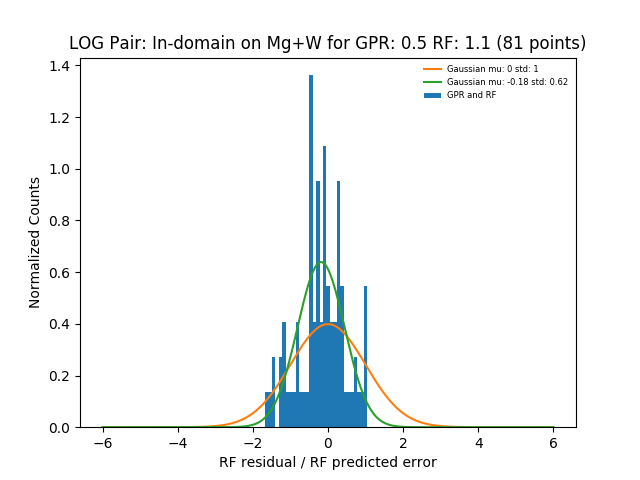 LOG Pair: In-domain on Mg+W for GPR: 0.5 RF: 1.1 (81 points)
Gaussian mu: 0 std: 1
Gaussian mu: -0.18 std: 0.62
GPR and RF
Normalized Counts
1.4
1.2
1.0
0.8
0.6
0.4
0.2
0.0
−6 −4 −2 0 2 4 6
RF residual / RF predicted error